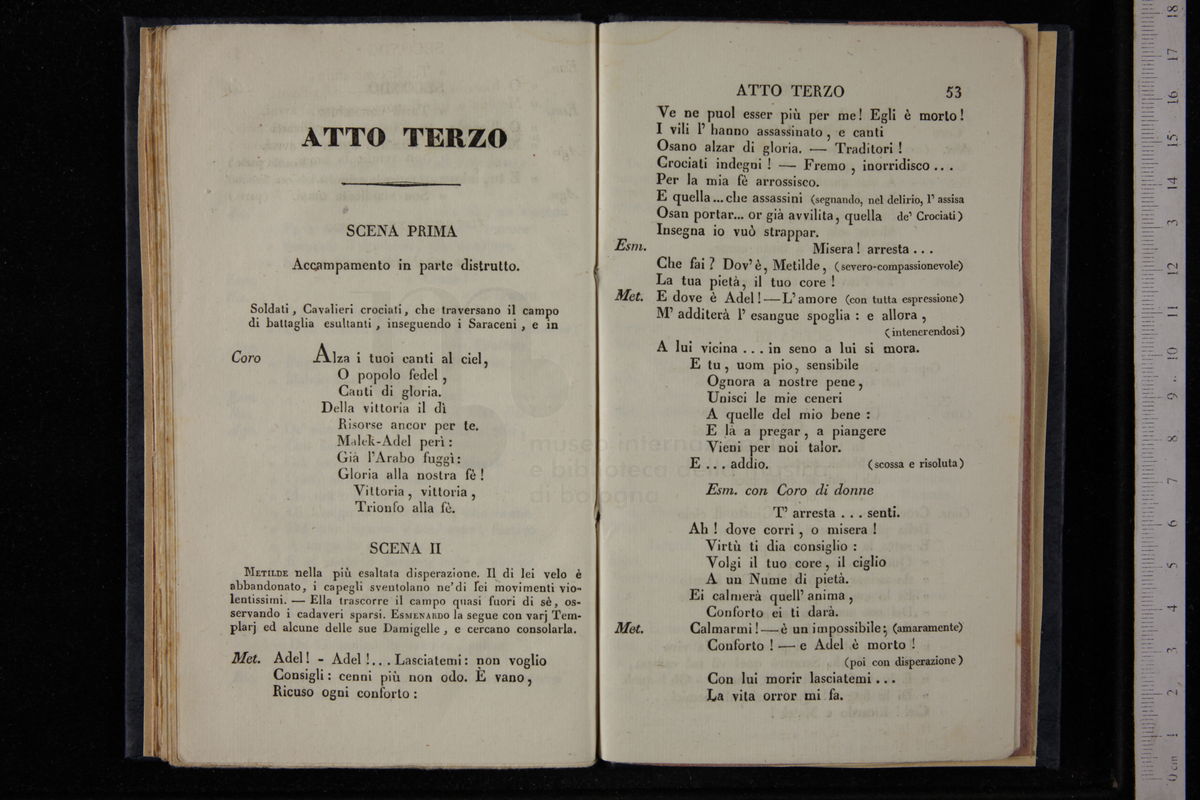 ATTO TERZO
SCENA PRIMA
Accampamento in parte distrutto.
Soldati, Cavalieri crociati, che traversano il campo
di battaglia esultanti, inseguendo i Saraceni, e in
Coro Alza i tuoi canti al ciel,
O popolo fedel,
Canti di gloria.
Della vittoria il dì
Risorse ancor per te.
Malek-Adel perì:
Già l'Arabo fuggì:
Gloria alla nostra fè!
Vittoria, vittoria,
Trionfo alla fè.
SCENA II
METILDE nella più esaltata disperazione. Il di lei velo è
abbandonato, i capegli sventolano ne' di lei movimenti vio-
lentissimi. — Ella trascorre il campo quasi fuori di sè, os-
servando i cadaveri sparsi. ESMENARDO la segue con varj Tem-
plarj ed alcune delle sue Damigelle, e cercano consolarla.
Met. Adel! - Adel!... Lasciatemi: non voglio
Consigli: cenni più non odo. È vano,
Ricuso ogni conforto:
ATTO TERZO 53
Ve ne puol esser più per me! Egli è morto!
I vili l' hanno assassinato, e canti
Osano alzar di gloria. — Traditori!
Crociati indegni! — Fremo, inorridisco...
Per la mia fè arrossisco.
E quella... che assassini (segnando, nel delirio, l' assisa
Osan portar... or già avvilita, quella de' Crociati)
Insegna io vuò strappar.
Esm. Misera! arresta...
Che fai? Dov' è, Metilde, (severo-compassionevole)
La tua pietà, il tuo core!
Met. E dove è Adel! — L' amore (con tutta espressione)
M' additerà l' esangue spoglia: e allora,
(intenerendosi)
A lui vicina... in seno a lui si mora.
E tu, uom pio, sensibile
Ognora a nostre pene,
Unisci le mie ceneri
A quelle del mio bene:
E là a pregar, a piangere
Vieni per noi talor.
E... addio. (scossa e risoluta)
Esm. con Coro di donne
T' arresta... senti.
Ah! dove corri, o misera!
Virtù ti dia consiglio:
Volgi il tuo core, il ciglio
A un Nume di pietà.
Ei calmerà quell' anima,
Conforto ei ti darà.
Met. Calmarmi! — è un impossibile; (amaramente)
Conforto! — e Adel è morto!
(poi con disperazione)
Con lui morir lasciatemi...
La vita orror mi fa.